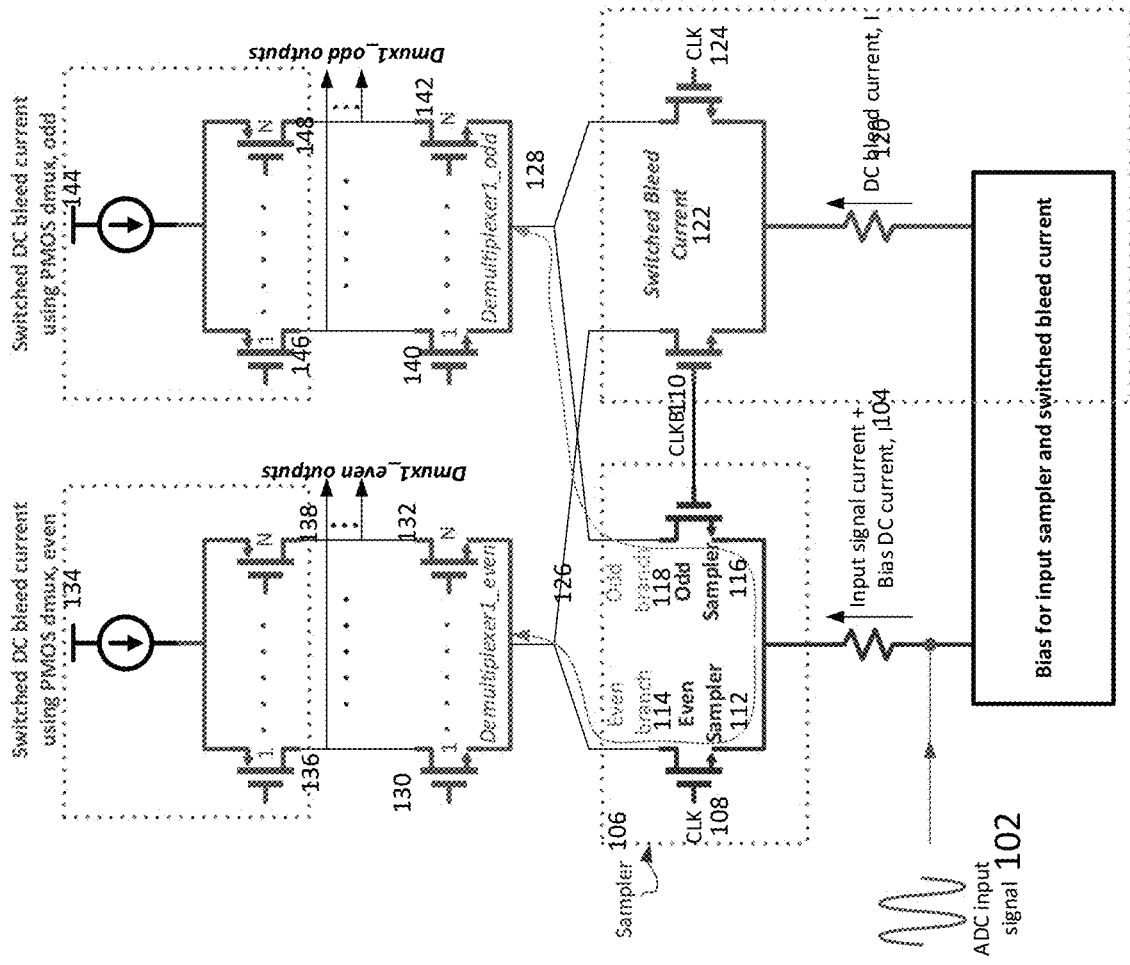 Switched DC bleed current
using PMOS dmux, even
134
Switched DC bleed current
using PMOS dmux, odd
144
1
N
136
138
1
N
146
148
Dmux1_even outputs
Dmux1_odd outputs
130
132
1
N
140
142
1
N
Demultiplexer1_even
Demultiplexer1_odd
126
128
Sampler
106
CLK
108
Even
branch
114
Even
Sampler
112
Odd
branch
118
Odd
Sampler
116
CLKB
110
Switched Bleed
Current
122
CLK
124
Input signal current +
Bias DC current, I
104
DC bleed current, I
120
ADC input
signal
102
Bias for input sampler and switched bleed current